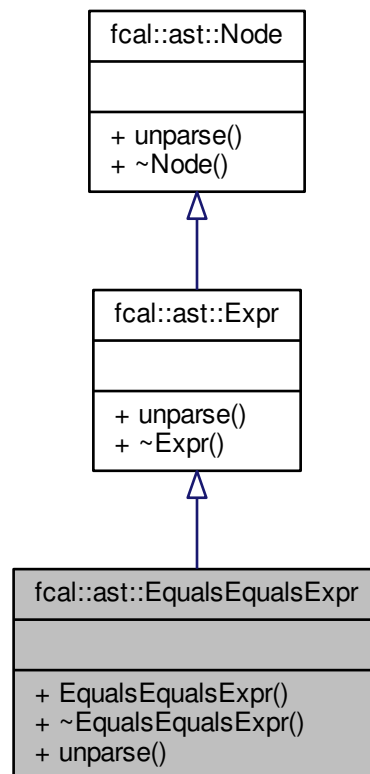 fcal::ast::Node
+ unparse()
+ ~Node()
fcal::ast::Expr
+ unparse()
+ ~Expr()
fcal::ast::EqualsEqualsExpr
+ EqualsEqualsExpr()
+ ~EqualsEqualsExpr()
+ unparse()